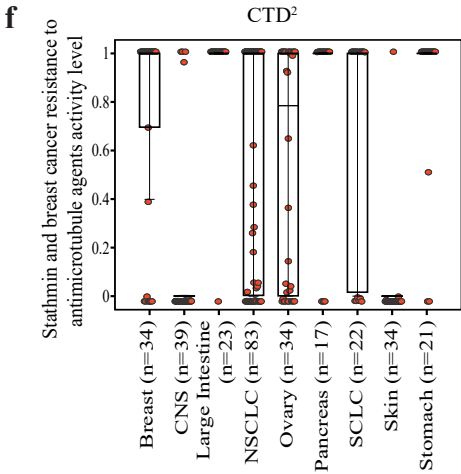 f
CTD²
Stathmin and breast cancer resistance to
antimicrotubule agents activity level
1
0.8
0.6
0.4
0.2
0
Breast (n=34)
CNS (n=39)
Large Intestine
(n=23)
NSCLC (n=83)
Ovary (n=34)
Pancreas (n=17)
SCLC (n=22)
Skin (n=34)
Stomach (n=21)